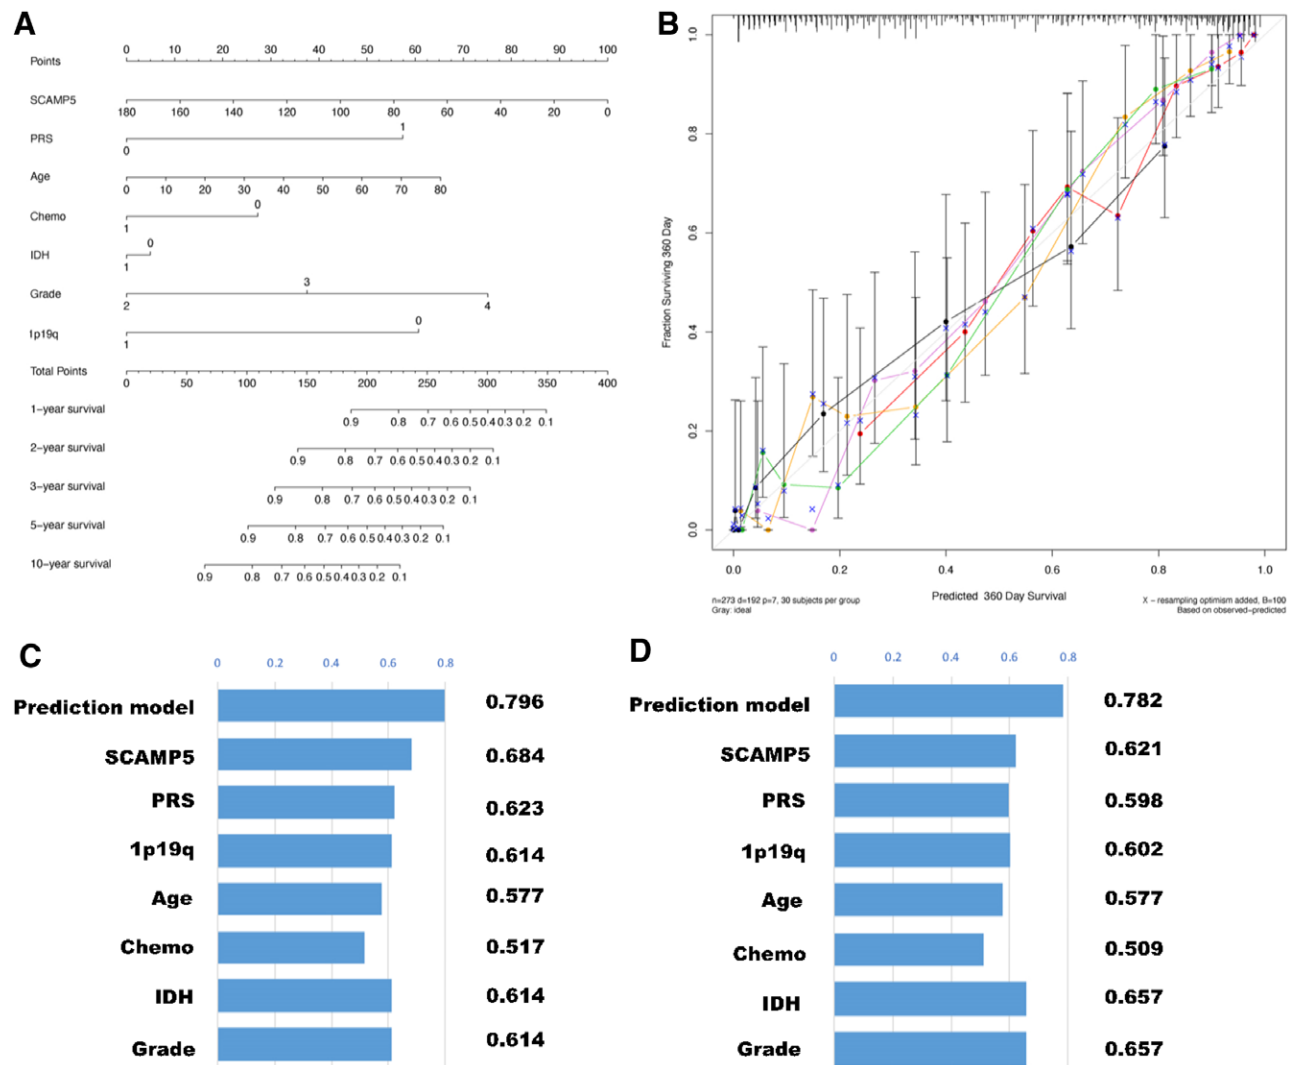 A
Points
0 10 20 30 40 50 60 70 80 90 100
SCAMP5
180 160 140 120 100 80 60 40 20 0
PRS
0 1
Age
0 10 20 30 40 50 60 70 80
Chemo
1 0
IDH
1 0
Grade
2 3 4
1p19q
1 0
Total Points
0 50 100 150 200 250 300 350 400
1−year survival
0.9 0.8 0.7 0.6 0.5 0.4 0.3 0.2 0.1
2−year survival
0.9 0.8 0.7 0.6 0.5 0.4 0.3 0.2 0.1
3−year survival
0.9 0.8 0.7 0.6 0.5 0.4 0.3 0.2 0.1
5−year survival
0.9 0.8 0.7 0.6 0.5 0.4 0.3 0.2 0.1
10−year survival
0.9 0.8 0.7 0.6 0.5 0.4 0.3 0.2 0.1
B
Fraction Surviving 360 Day
1.0
0.8
0.6
0.4
0.2
0.0
0.0 0.2 0.4 0.6 0.8 1.0
Predicted 360 Day Survival
n=273 d=192 p=7, 30 subjects per group
Gray: ideal
X − resampling optimism added, B=100
Based on observed−predicted
C
0 0.2 0.4 0.6 0.8
Prediction model 0.796
SCAMP5 0.684
PRS 0.623
1p19q 0.614
Age 0.577
Chemo 0.517
IDH 0.614
Grade 0.614
D
0 0.2 0.4 0.6 0.8
Prediction model 0.782
SCAMP5 0.621
PRS 0.598
1p19q 0.602
Age 0.577
Chemo 0.509
IDH 0.657
Grade 0.657